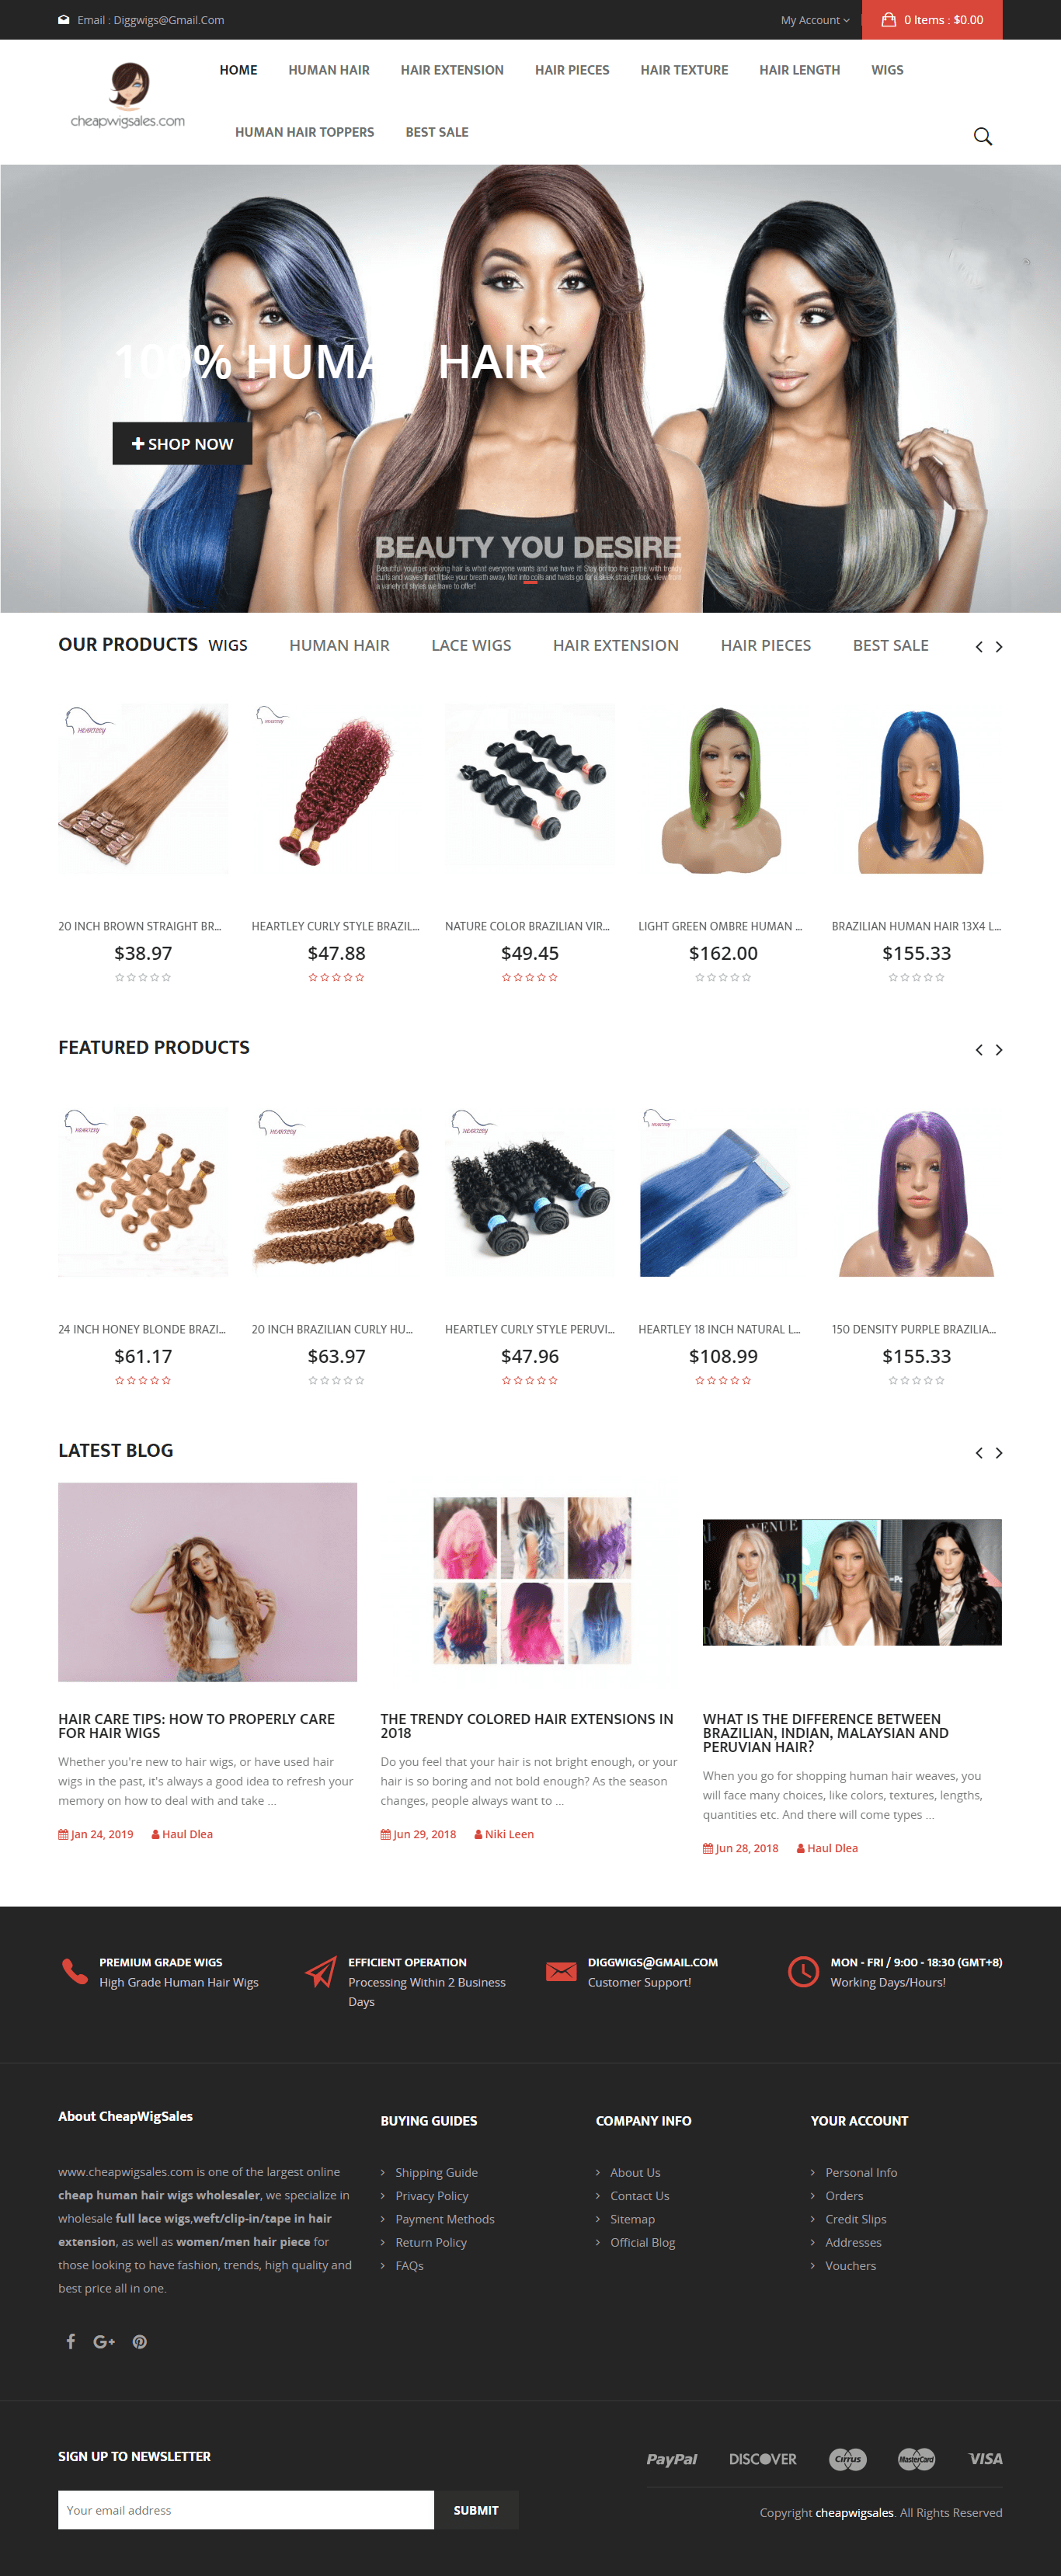 Email : Diggwigs@Gmail.Com
My Account
0 Items : $0.00
cheapwigsales.com
HOME HUMAN HAIR HAIR EXTENSION HAIR PIECES HAIR TEXTURE HAIR LENGTH WIGS
HUMAN HAIR TOPPERS BEST SALE
100% HUMAN HAIR
SHOP NOW
BEAUTY YOU DESIRE
Beautiful younger looking hair is what everyone wants and we have it! Stay on top the game with trendy
curls and waves that'll take your breath away. Not into coils and twists go for a sleek straight look, view from
a variety of styles we have to offer!
OUR PRODUCTS WIGS HUMAN HAIR LACE WIGS HAIR EXTENSION HAIR PIECES BEST SALE
HEARTLEY
HEARTLEY
20 INCH BROWN STRAIGHT BR...
HEARTLEY CURLY STYLE BRAZIL...
NATURE COLOR BRAZILIAN VIR...
LIGHT GREEN OMBRE HUMAN ...
BRAZILIAN HUMAN HAIR 13X4 L...
$38.97
$47.88
$49.45
$162.00
$155.33
FEATURED PRODUCTS
HEARTLEY
HEARTLEY
HEARTLEY
HEARTLEY
24 INCH HONEY BLONDE BRAZI...
20 INCH BRAZILIAN CURLY HU...
HEARTLEY CURLY STYLE PERUVI...
HEARTLEY 18 INCH NATURAL L...
150 DENSITY PURPLE BRAZILIA...
$61.17
$63.97
$47.96
$108.99
$155.33
LATEST BLOG
HAIR CARE TIPS: HOW TO PROPERLY CARE
FOR HAIR WIGS
Whether you're new to hair wigs, or have used hair
wigs in the past, it's always a good idea to refresh your
memory on how to deal with and take ...
Jan 24, 2019 Haul Dlea
THE TRENDY COLORED HAIR EXTENSIONS IN
2018
Do you feel that your hair is not bright enough, or your
hair is so boring and not bold enough? As the season
changes, people always want to ...
Jun 29, 2018 Niki Leen
WHAT IS THE DIFFERENCE BETWEEN
BRAZILIAN, INDIAN, MALAYSIAN AND
PERUVIAN HAIR?
When you go for shopping human hair weaves, you
will face many choices, like colors, textures, lengths,
quantities etc. And there will come types ...
Jun 28, 2018 Haul Dlea
PREMIUM GRADE WIGS
High Grade Human Hair Wigs
EFFICIENT OPERATION
Processing Within 2 Business
Days
DIGGWIGS@GMAIL.COM
Customer Support!
MON - FRI / 9:00 - 18:30 (GMT+8)
Working Days/Hours!
About CheapWigSales
www.cheapwigsales.com is one of the largest online
cheap human hair wigs wholesaler, we specialize in
wholesale full lace wigs,weft/clip-in/tape in hair
extension, as well as women/men hair piece for
those looking to have fashion, trends, high quality and
best price all in one.
BUYING GUIDES
Shipping Guide
Privacy Policy
Payment Methods
Return Policy
FAQs
COMPANY INFO
About Us
Contact Us
Sitemap
Official Blog
YOUR ACCOUNT
Personal Info
Orders
Credit Slips
Addresses
Vouchers
SIGN UP TO NEWSLETTER
Your email address
SUBMIT
PayPal DISCOVER Cirrus MasterCard VISA
Copyright cheapwigsales. All Rights Reserved